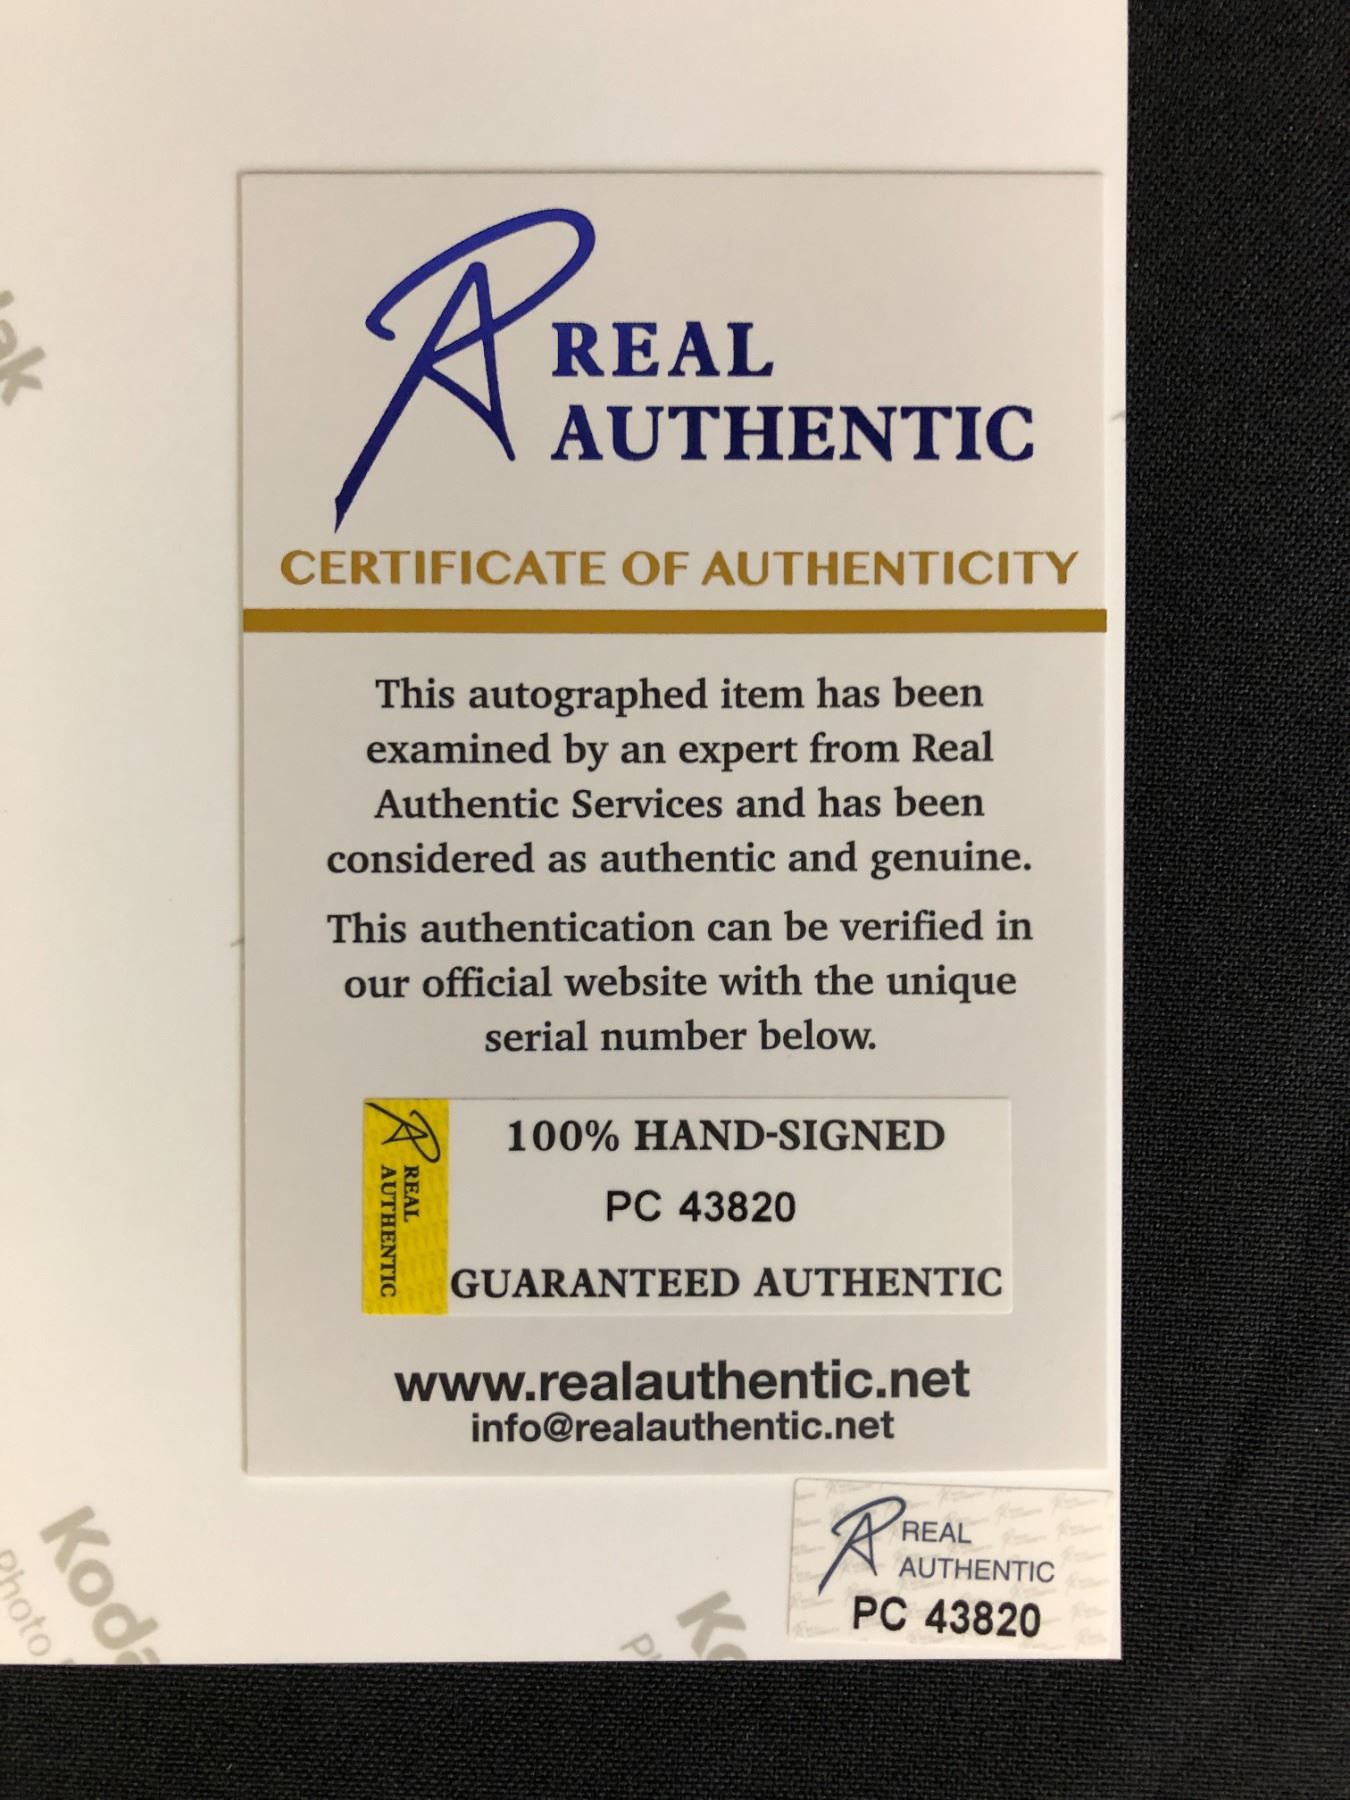 REAL
AUTHENTIC
CERTIFICATE OF AUTHENTICITY
This autographed item has been
examined by an expert from Real
Authentic Services and has been
considered as authentic and genuine.
This authentication can be verified in
our official website with the unique
serial number below.
REAL
AUTHENTIC
100% HAND-SIGNED
PC 43820
GUARANTEED AUTHENTIC
www.realauthentic.net
info@realauthentic.net
REAL
AUTHENTIC
PC 43820
Photo